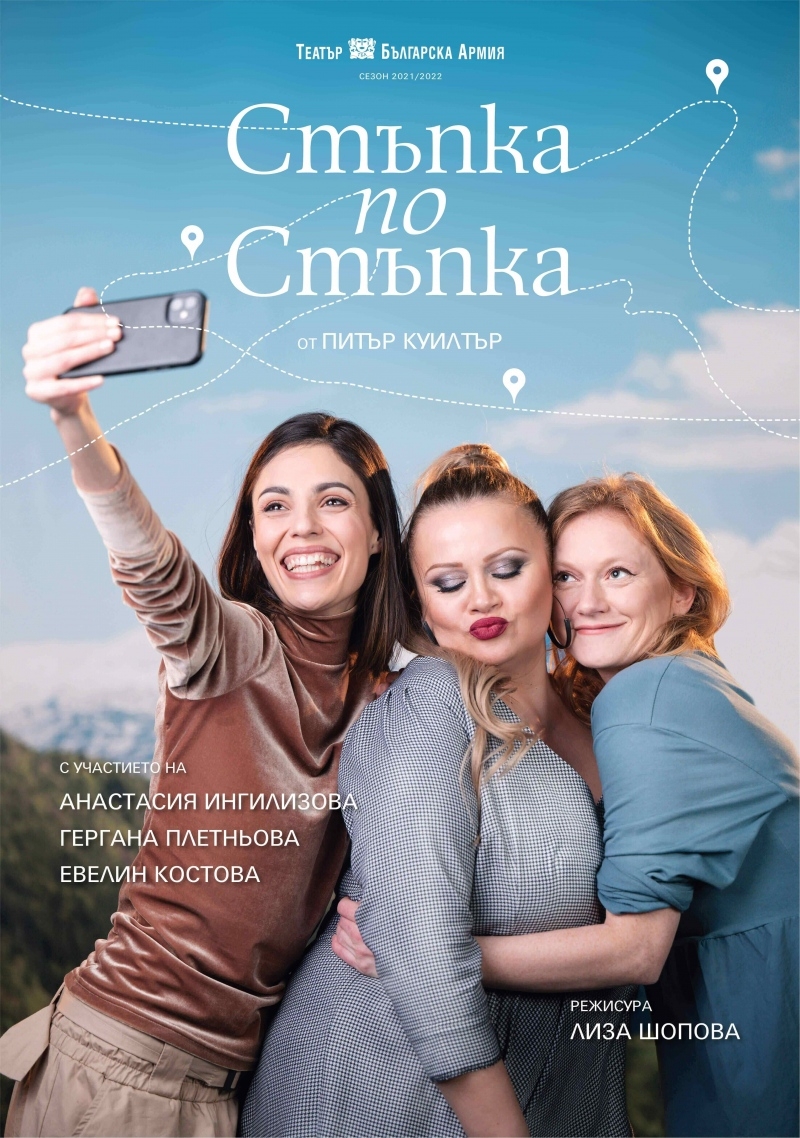 Театър Българска Армия
СЕЗОН 2021/2022
Стъпка
по
Стъпка
от ПИТЪР КУИЛТЪР
С УЧАСТИЕТО НА
АНАСТАСИЯ ИНГИЛИЗОВА
ГЕРГАНА ПЛЕТНЬОВА
ЕВЕЛИН КОСТОВА
РЕЖИСУРА
ЛИЗА ШОПОВА